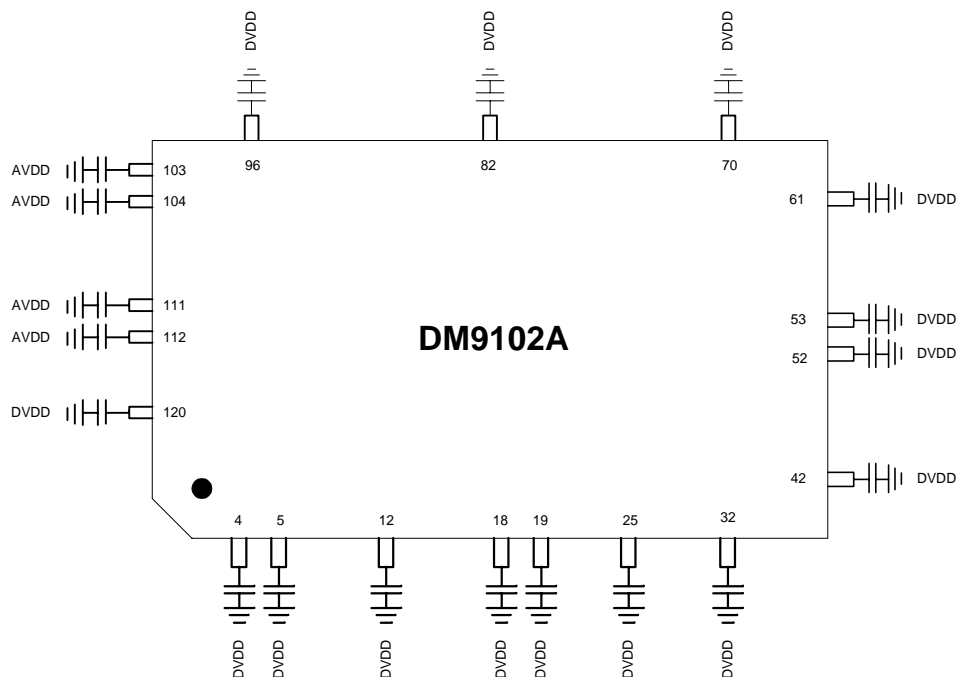 DVDD DVDD DVDD
96 82 70
AVDD 103
AVDD 104
61 DVDD
AVDD 111
AVDD 112
53 DVDD
52 DVDD
DM9102A
DVDD 120
42 DVDD
4 5 12 18 19 25 32
DVDD DVDD DVDD DVDD DVDD DVDD DVDD